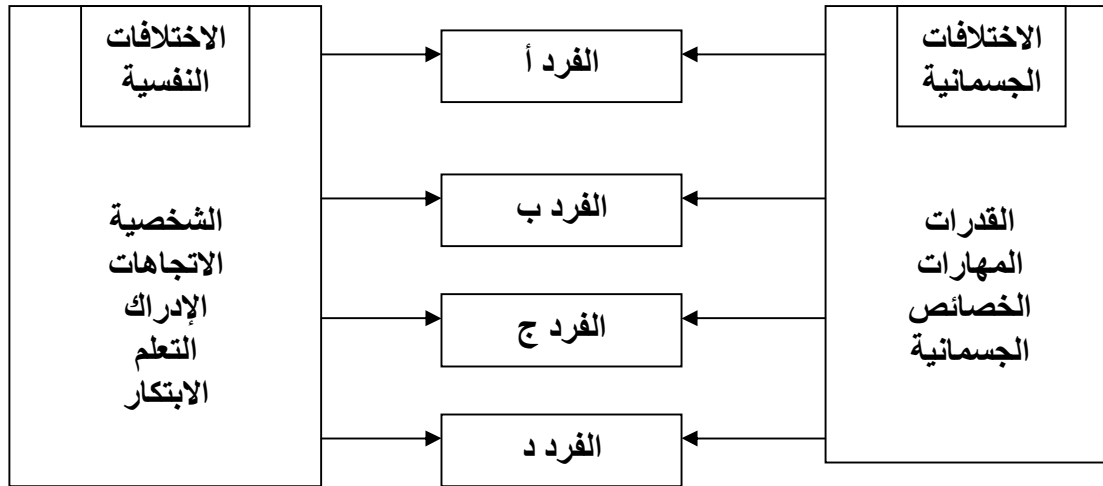 الاختلافات
الجسمانية
القدرات
المهارات
الخصائص
الجسمانية
الفرد أ
الفرد ب
الفرد ج
الفرد د
الاختلافات
النفسية
الشخصية
الاتجاهات
الإدراك
التعلم
الابتكار